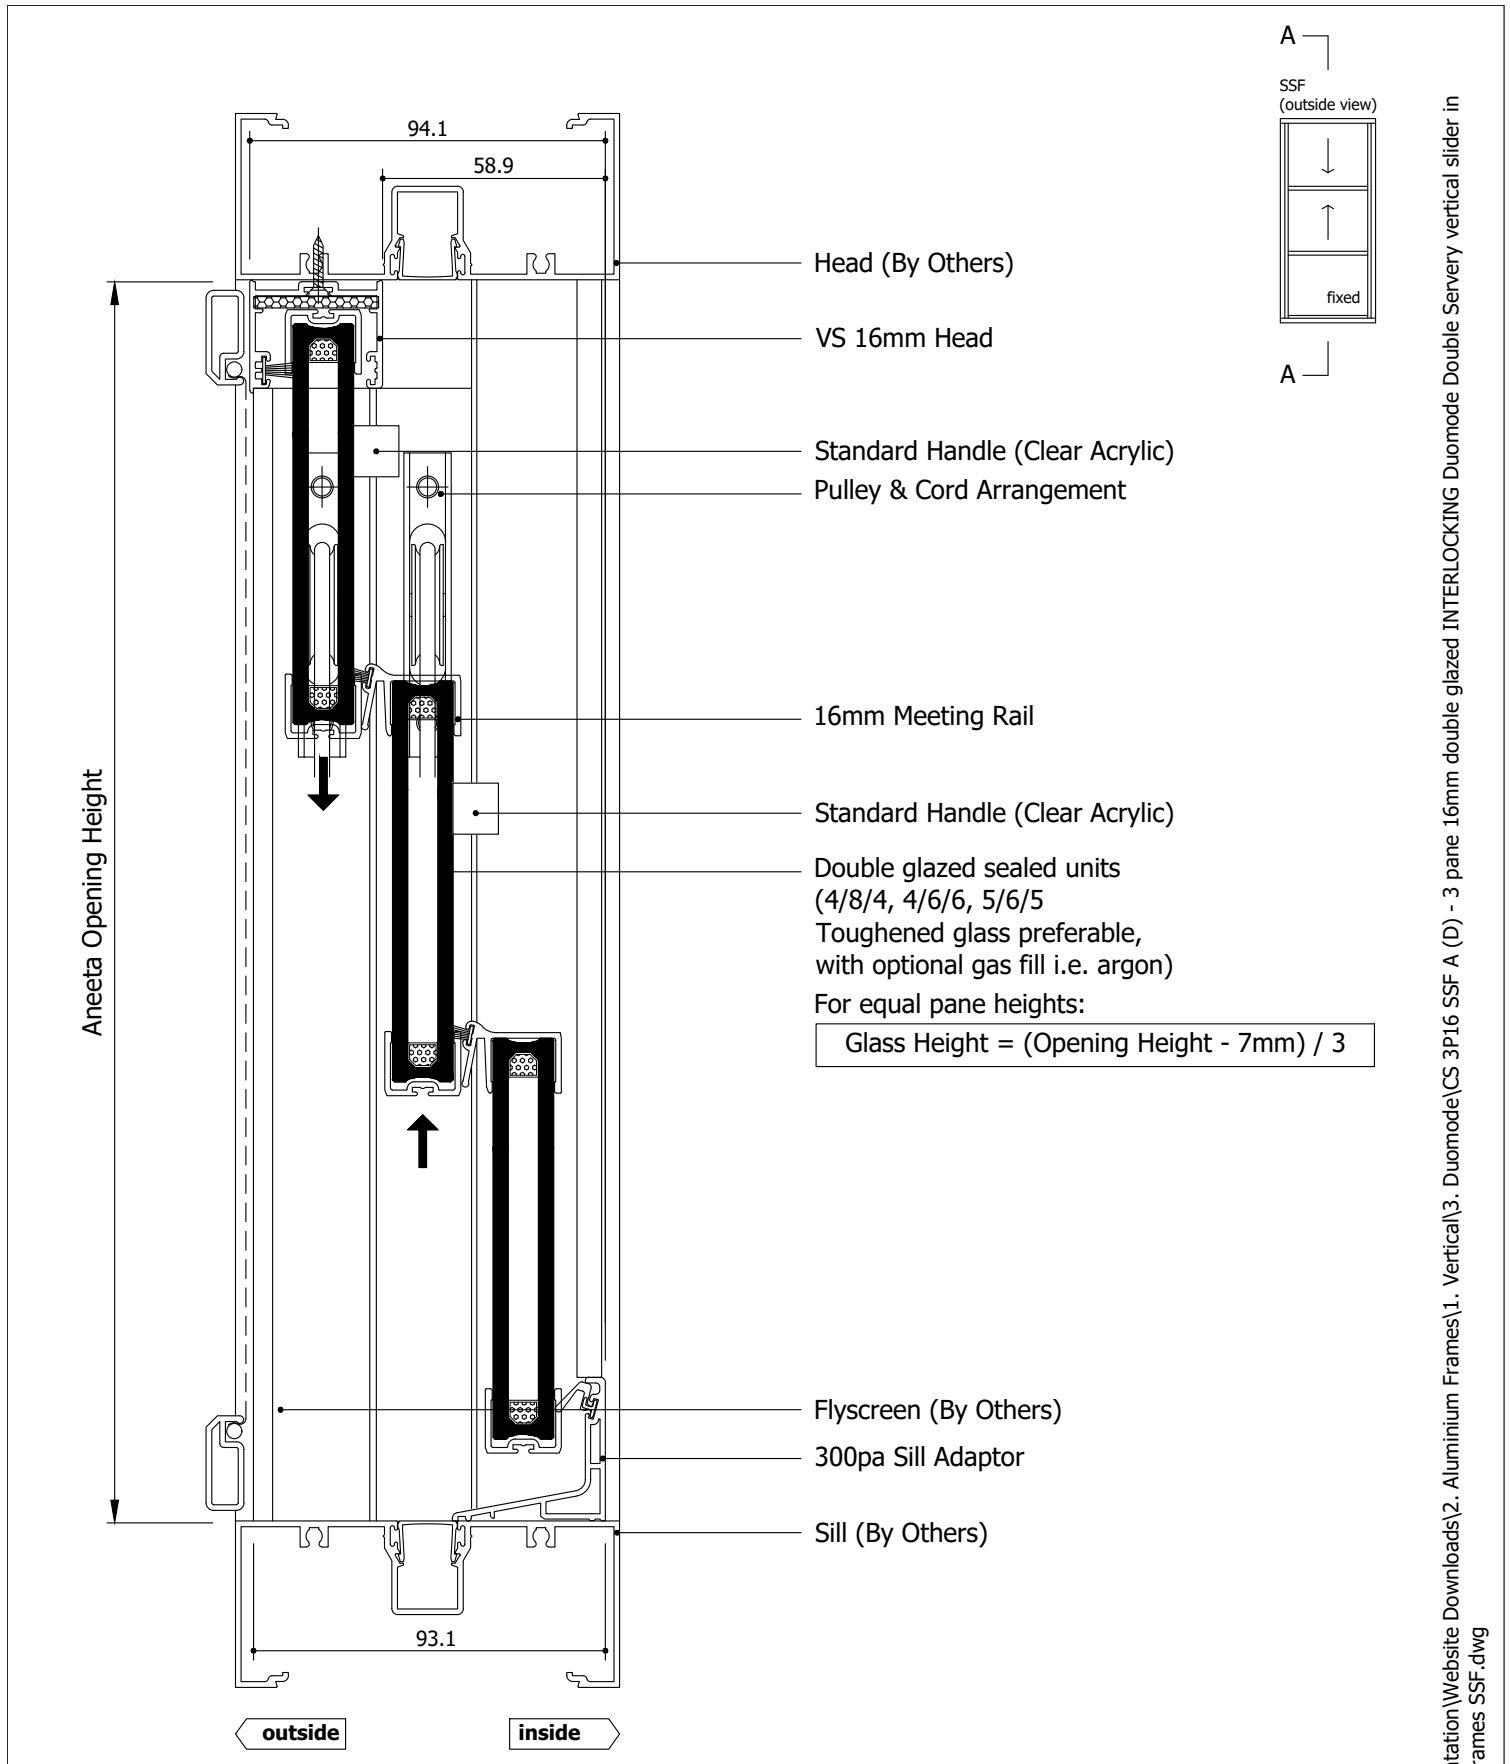 A
SSF
(outside view)
fixed
A
94.1
58.9
Head (By Others)
VS 16mm Head
Standard Handle (Clear Acrylic)
Pulley & Cord Arrangement
16mm Meeting Rail
Standard Handle (Clear Acrylic)
Double glazed sealed units
(4/8/4, 4/6/6, 5/6/5
Toughened glass preferable,
with optional gas fill i.e. argon)
For equal pane heights:
Glass Height = (Opening Height - 7mm) / 3
Aneeta Opening Height
Flyscreen (By Others)
300pa Sill Adaptor
Sill (By Others)
93.1
outside
inside
tation\Website Downloads\2. Aluminium Frames\1. Vertical\3. Duomode\CS 3P16 SSF A (D) - 3 pane 16mm double glazed INTERLOCKING Duomode Double Servery vertical slider in
rames SSF.dwg